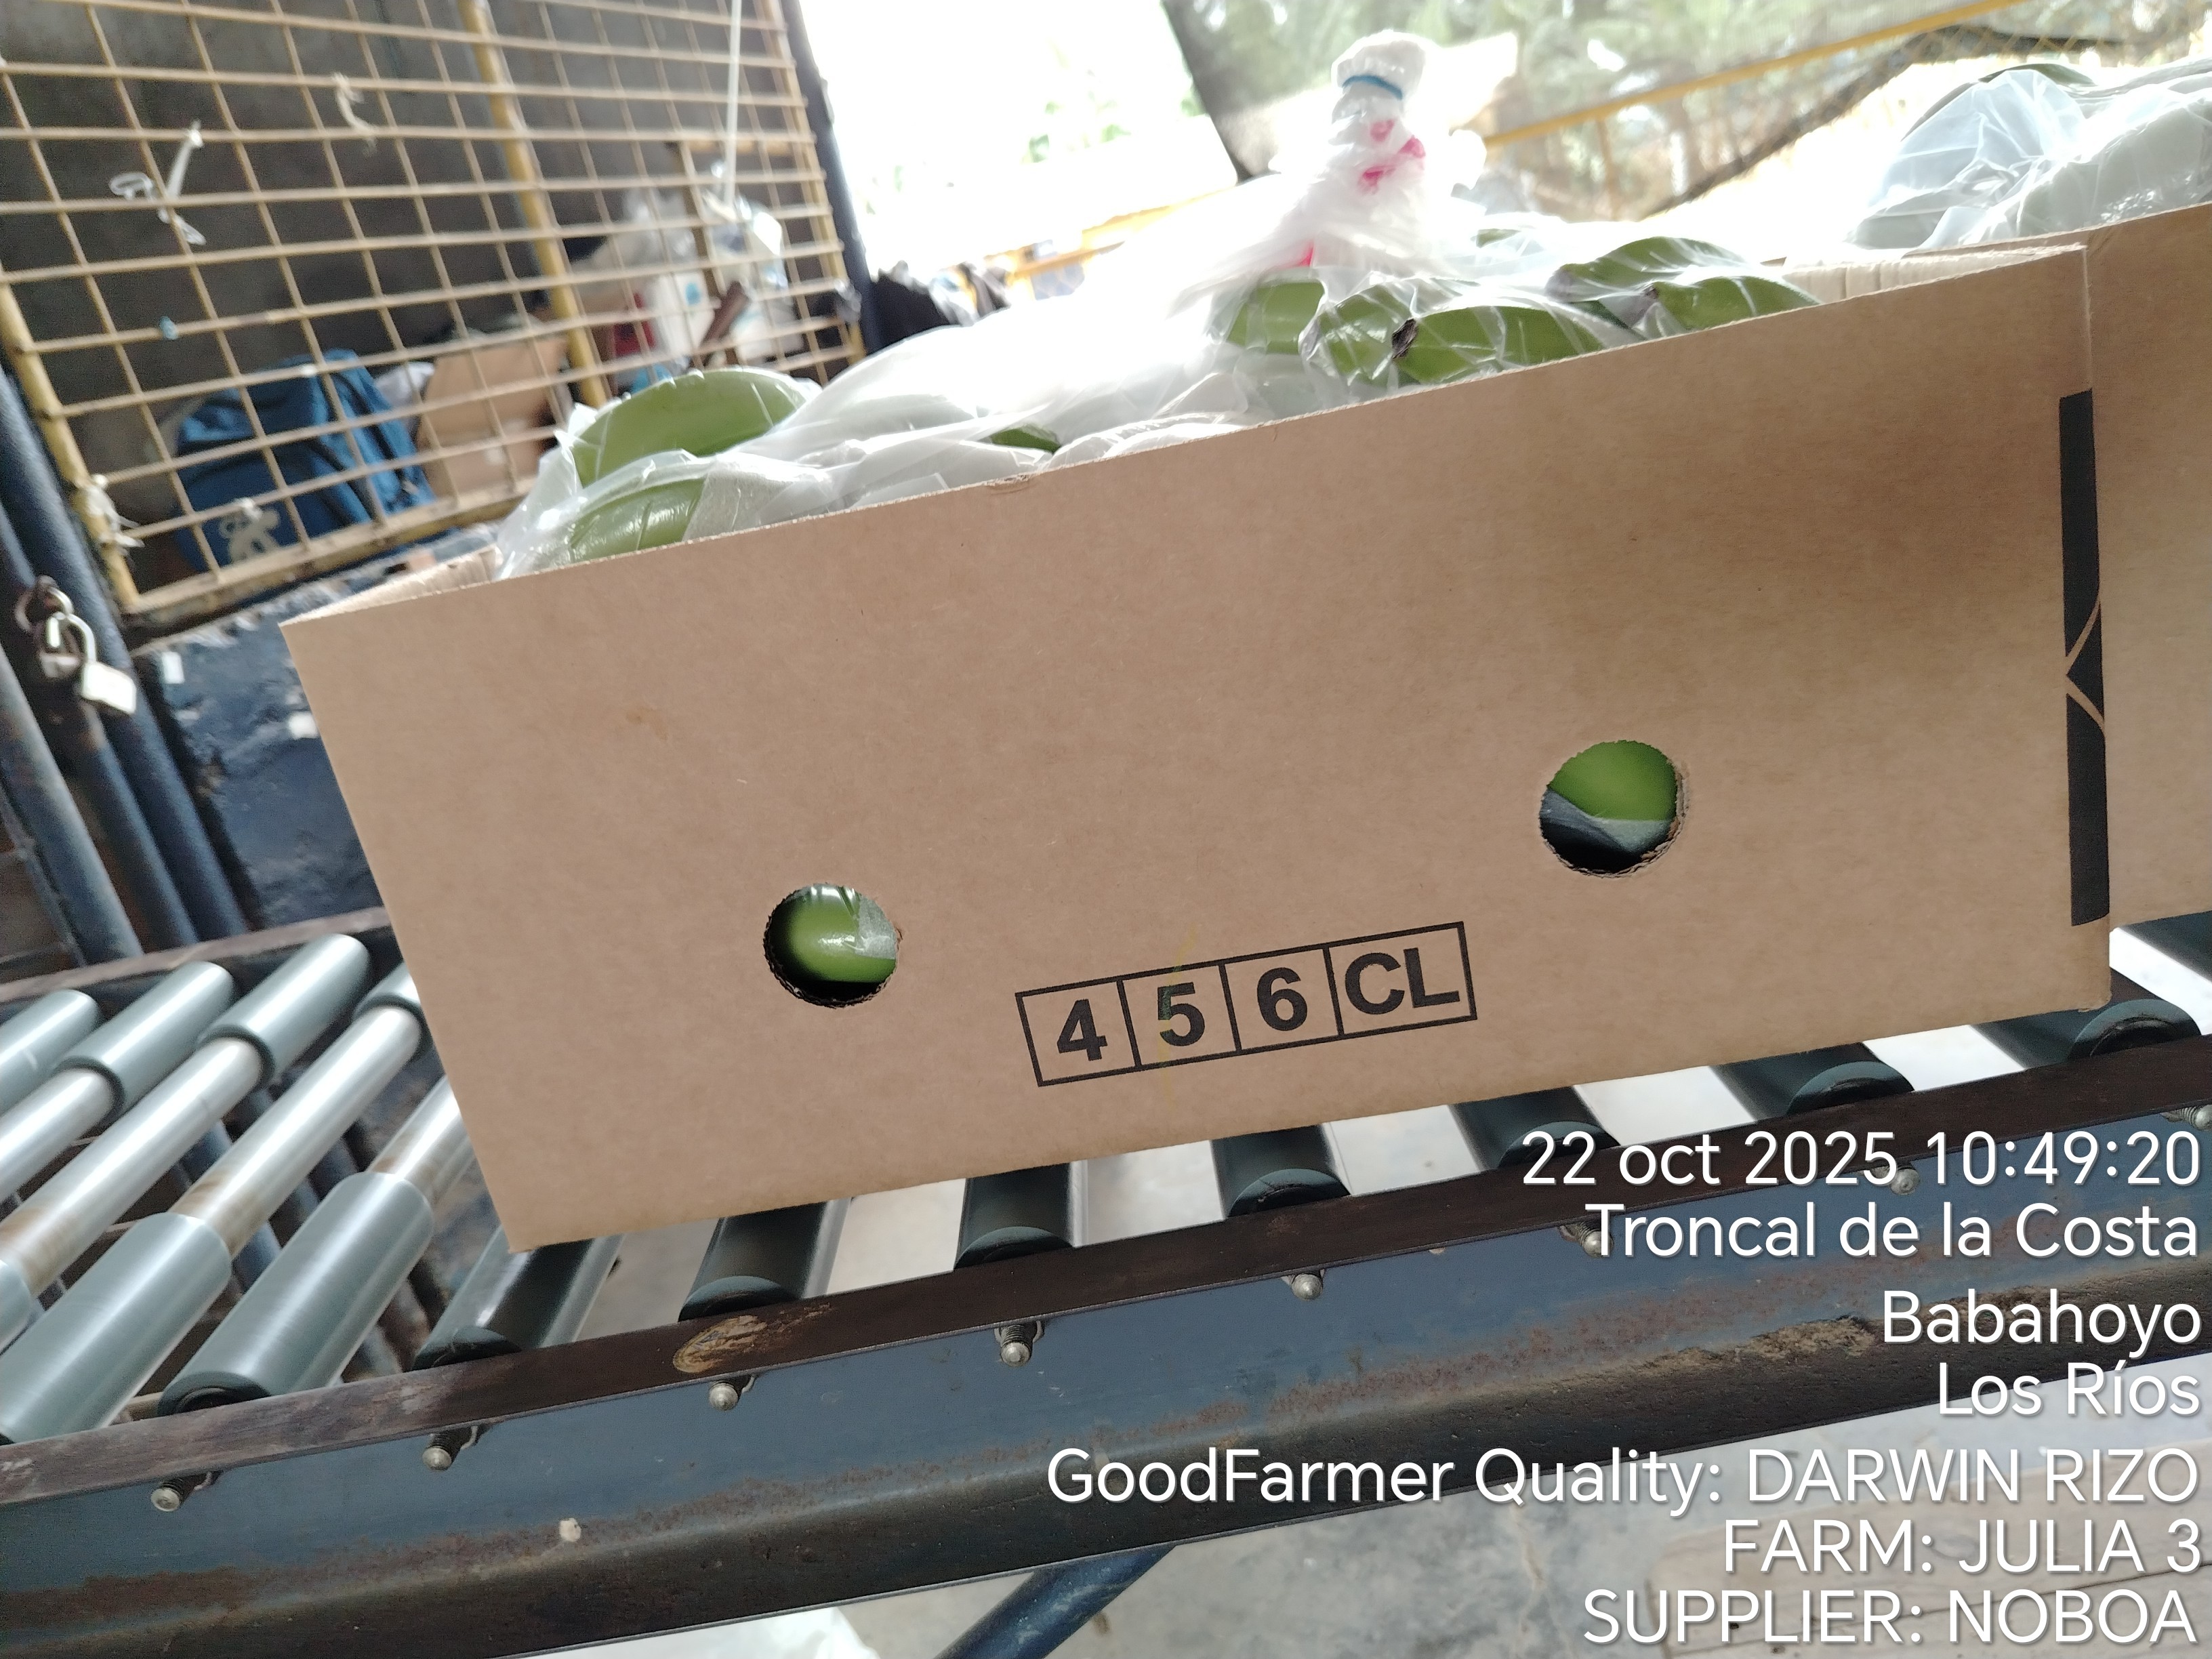 4 5 6 CL
22 oct 2025 10:49:20
Troncal de la Costa
Babahoyo
Los Ríos
GoodFarmer Quality: DARWIN RIZO
FARM: JULIA 3
SUPPLIER: NOBOA